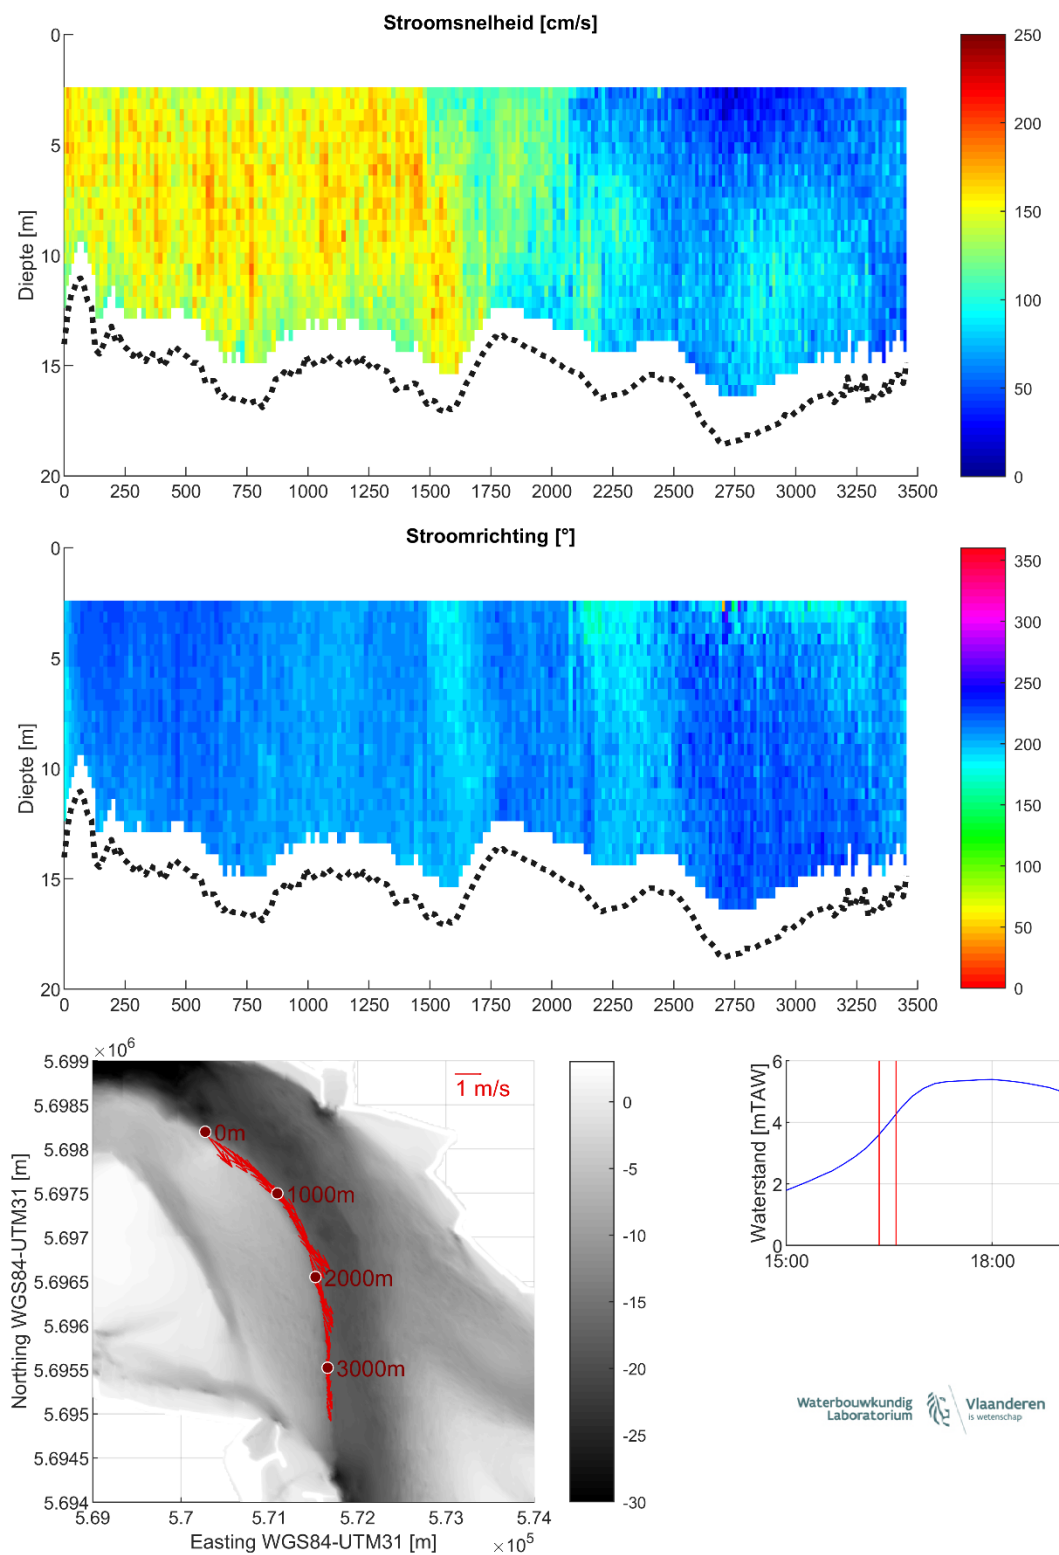 Stroomsnelheid [cm/s]
Diepte [m]
0
5
10
15
20
0 250 500 750 1000 1250 1500 1750 2000 2250 2500 2750 3000 3250 3500
250
200
150
100
50
0
Stroomrichting [°]
Diepte [m]
0
5
10
15
20
0 250 500 750 1000 1250 1500 1750 2000 2250 2500 2750 3000 3250 3500
350
300
250
200
150
100
50
0
×10⁶
Northing WGS84-UTM31 [m]
5.699
5.6985
5.698
5.6975
5.697
5.6965
5.696
5.6955
5.695
5.6945
5.694
1 m/s
0m
1000m
2000m
3000m
5.69 5.7 5.71 5.72 5.73 5.74
Easting WGS84-UTM31 [m]
×10⁵
0
-5
-10
-15
-20
-25
-30
Waterstand [mTAW]
6
4
2
0
15:00 18:00
Waterbouwkundig
Laboratorium
Vlaanderen
is wetenschap